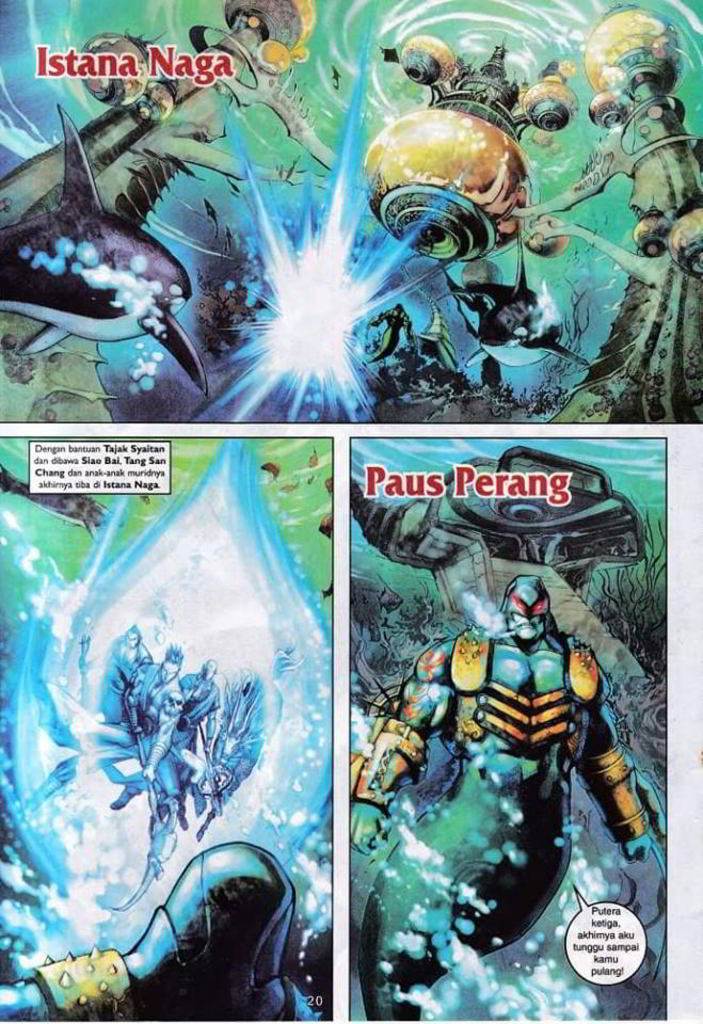 Istana Naga
Dengan bantuan Tajak Syaitan
dan dibawa Siao Bai, Tang San
Chang dan anak-anak muridnya
akhirnya tiba di Istana Naga.
Paus Perang
Putera
ketiga,
akhirnya aku
tunggu sampai
kamu
pulang!
20